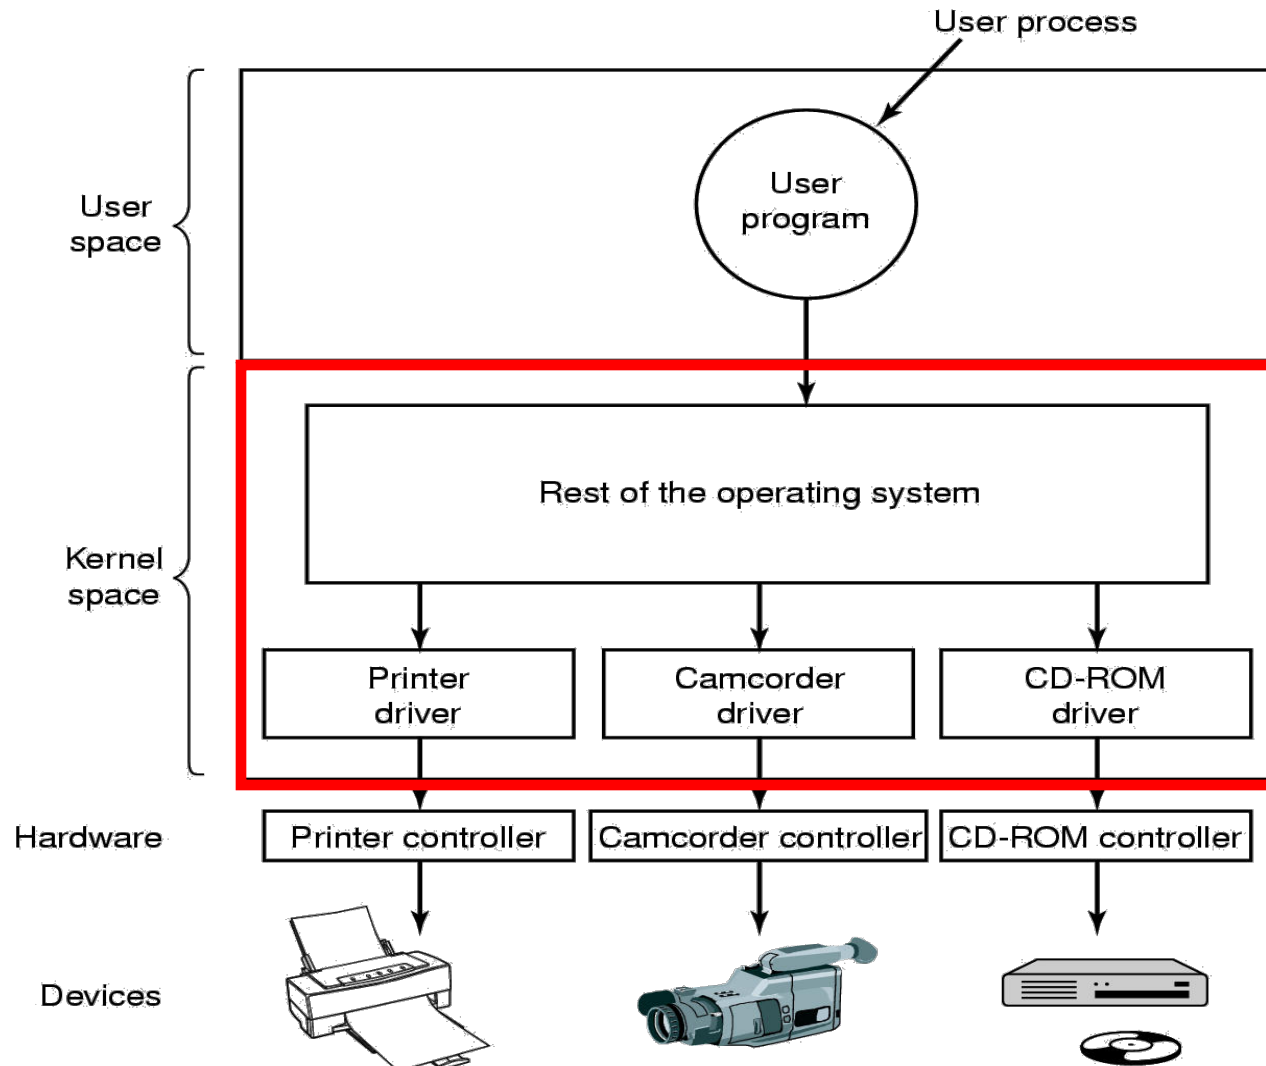 User process
User
program
User
space
Rest of the operating system
Kernel
space
Printer
driver
Camcorder
driver
CD-ROM
driver
Hardware
Printer controller
Camcorder controller
CD-ROM controller
Devices